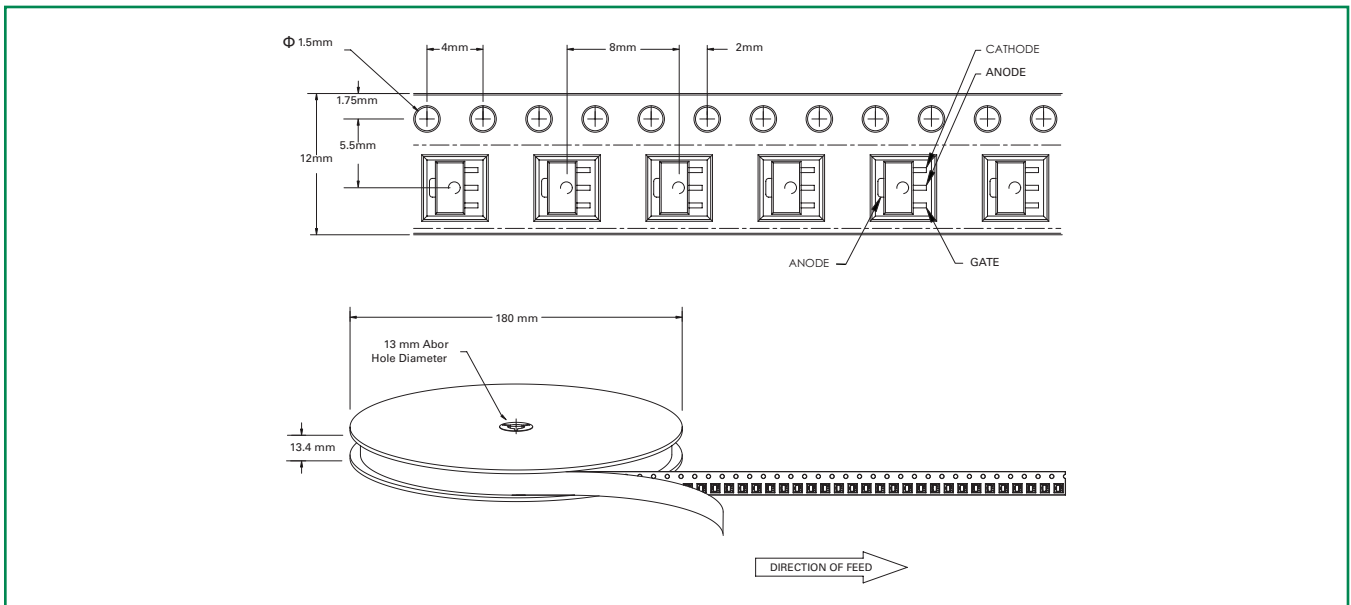 Φ 1.5mm
4mm
8mm
2mm
CATHODE
ANODE
1.75mm
5.5mm
12mm
ANODE
GATE
180 mm
13 mm Abor
Hole Diameter
13.4 mm
DIRECTION OF FEED